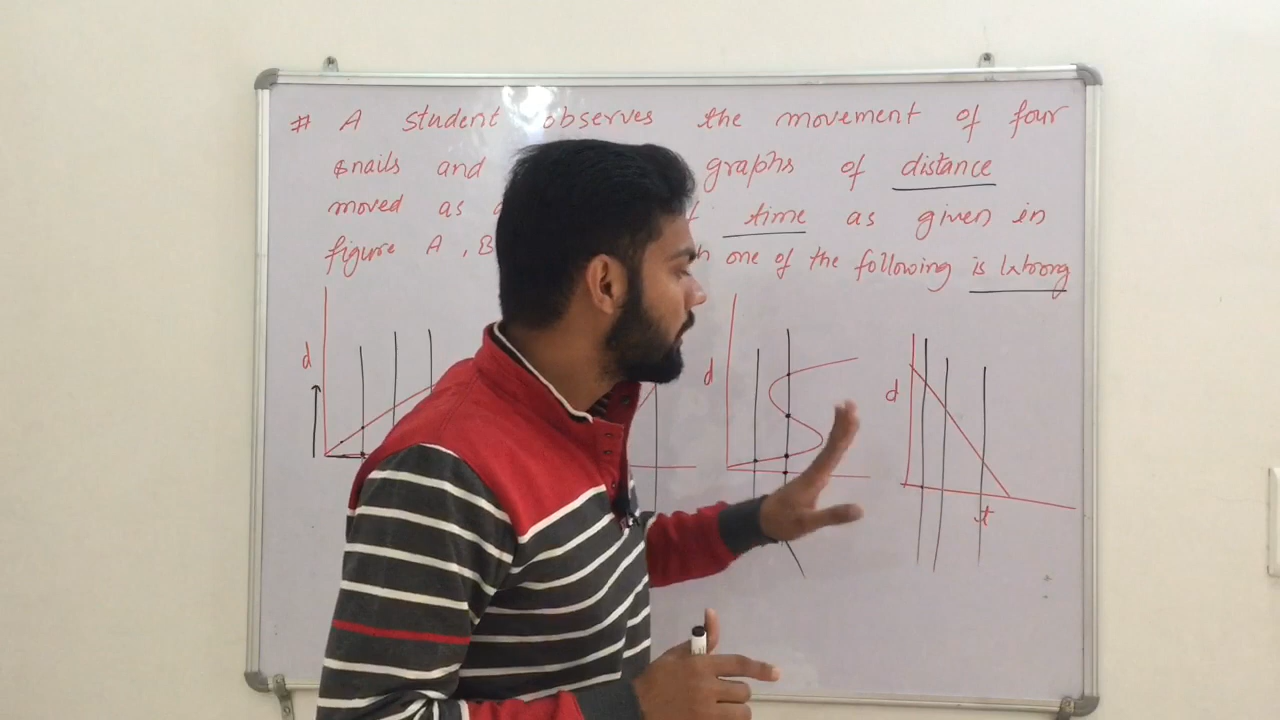 # A student observes the movement of four
snails and graphs of distance
moved as time as given in
figure A, B one of the following is wrong
d d d
t